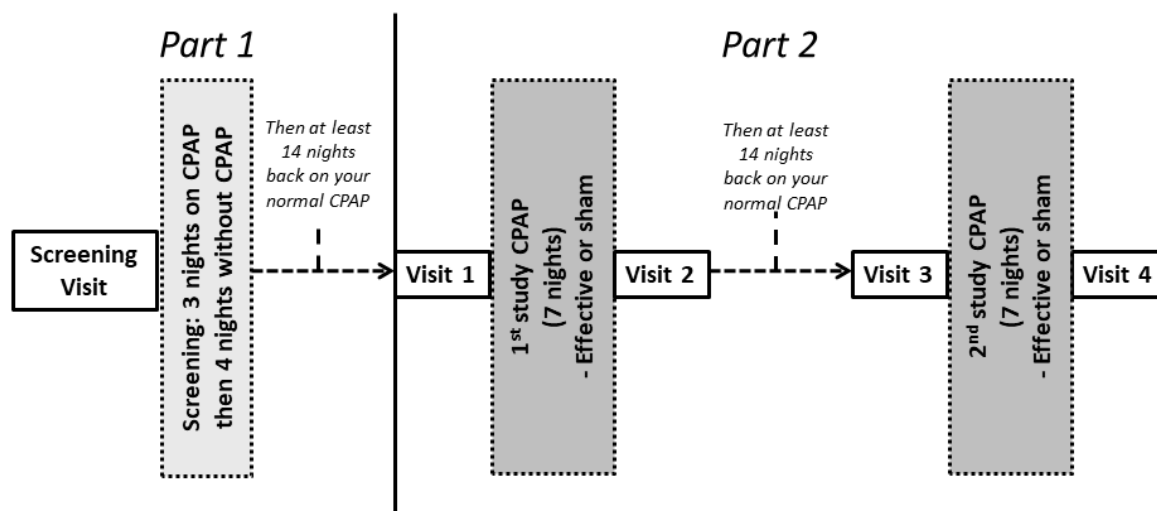 Part 1
Part 2
Screening
Visit
Screening: 3 nights on CPAP
then 4 nights without CPAP
Then at least
14 nights
back on your
normal CPAP
Visit 1
1st study CPAP
(7 nights)
- Effective or sham
Visit 2
Then at least
14 nights
back on your
normal CPAP
Visit 3
2nd study CPAP
(7 nights)
- Effective or sham
Visit 4